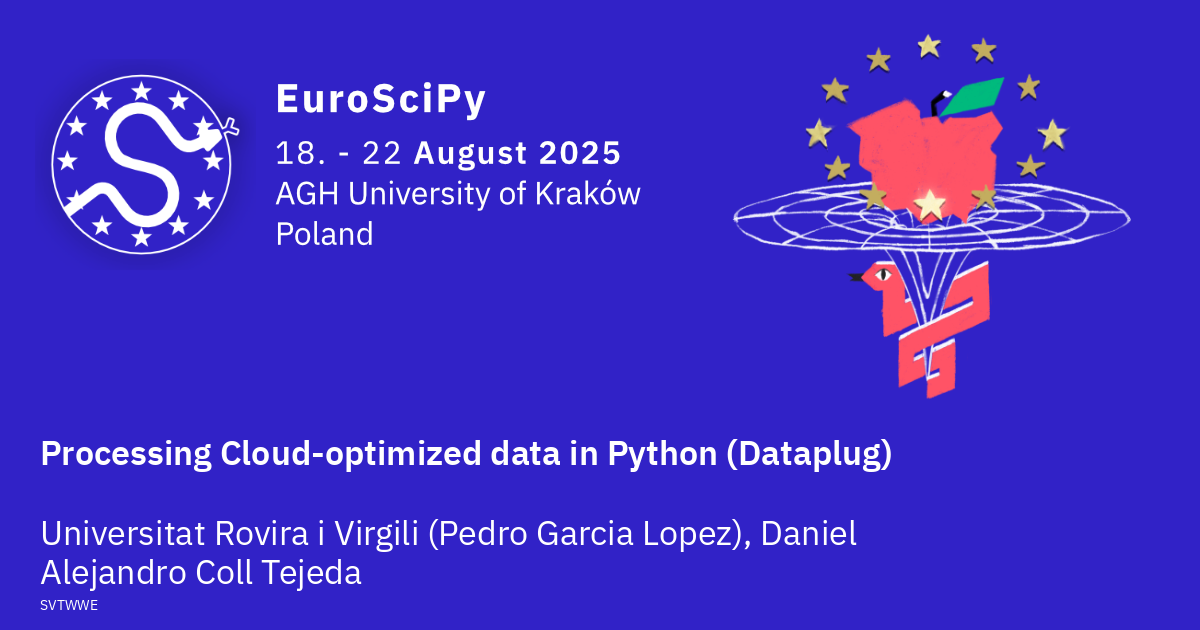 EuroSciPy
18. - 22 August 2025
AGH University of Kraków
Poland
Processing Cloud-optimized data in Python (Dataplug)
Universitat Rovira i Virgili (Pedro Garcia Lopez), Daniel
Alejandro Coll Tejeda
SVTWWE